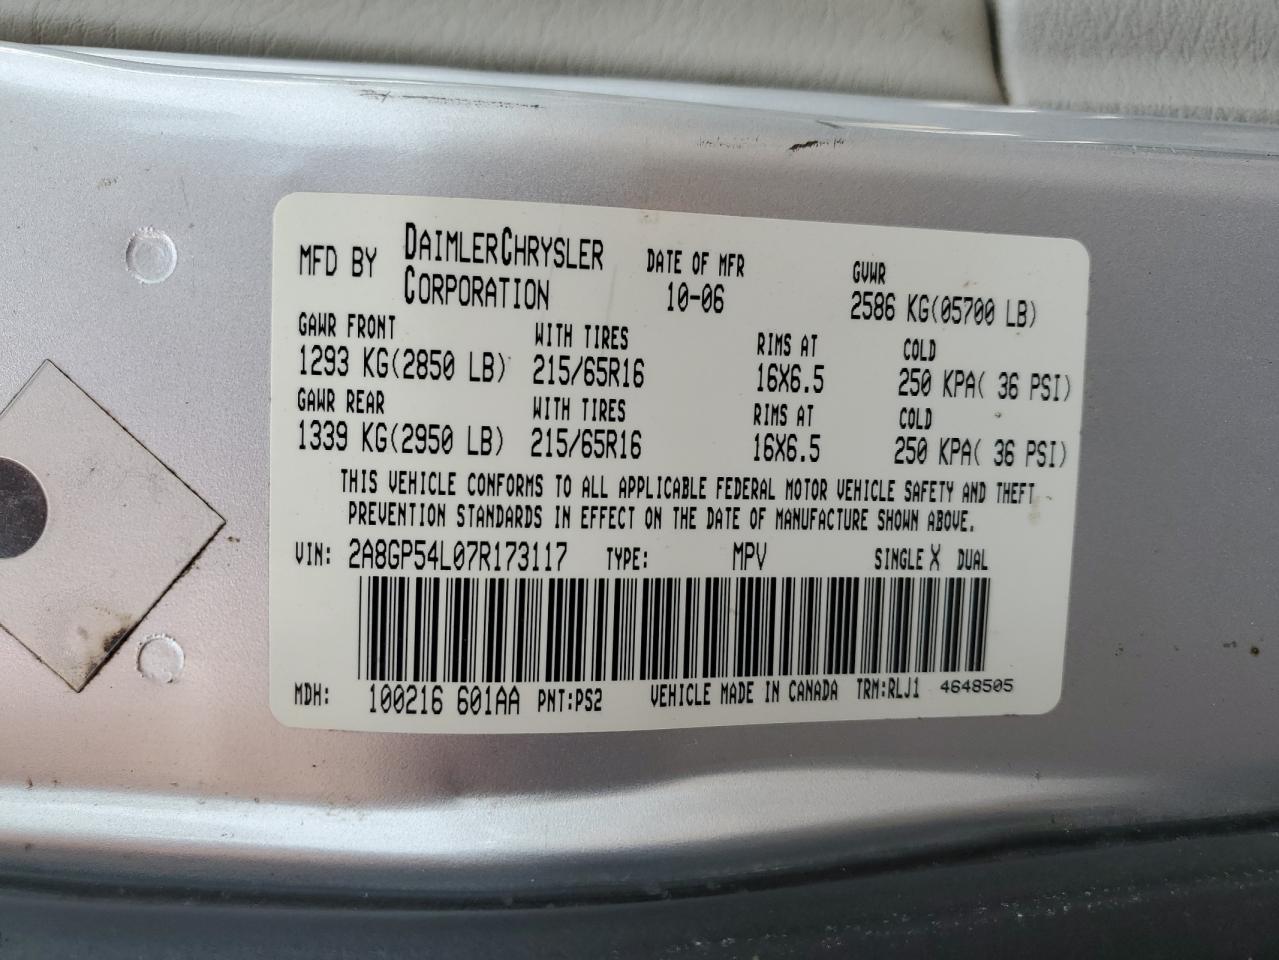 MFD BY DAIMLERCHRYSLER CORPORATION DATE OF MFR 10-06 GVWR 2586 KG(05700 LB)
GAWR FRONT WITH TIRES RIMS AT COLD
1293 KG(2850 LB) 215/65R16 16X6.5 250 KPA( 36 PSI)
GAWR REAR WITH TIRES RIMS AT COLD
1339 KG(2950 LB) 215/65R16 16X6.5 250 KPA( 36 PSI)
THIS VEHICLE CONFORMS TO ALL APPLICABLE FEDERAL MOTOR VEHICLE SAFETY AND THEFT
PREVENTION STANDARDS IN EFFECT ON THE DATE OF MANUFACTURE SHOWN ABOVE.
VIN: 2A8GP54L07R173117 TYPE: MPV SINGLE X DUAL
MDH: 100216 601AA PNT:PS2 VEHICLE MADE IN CANADA TRM:RLJ1 4648505